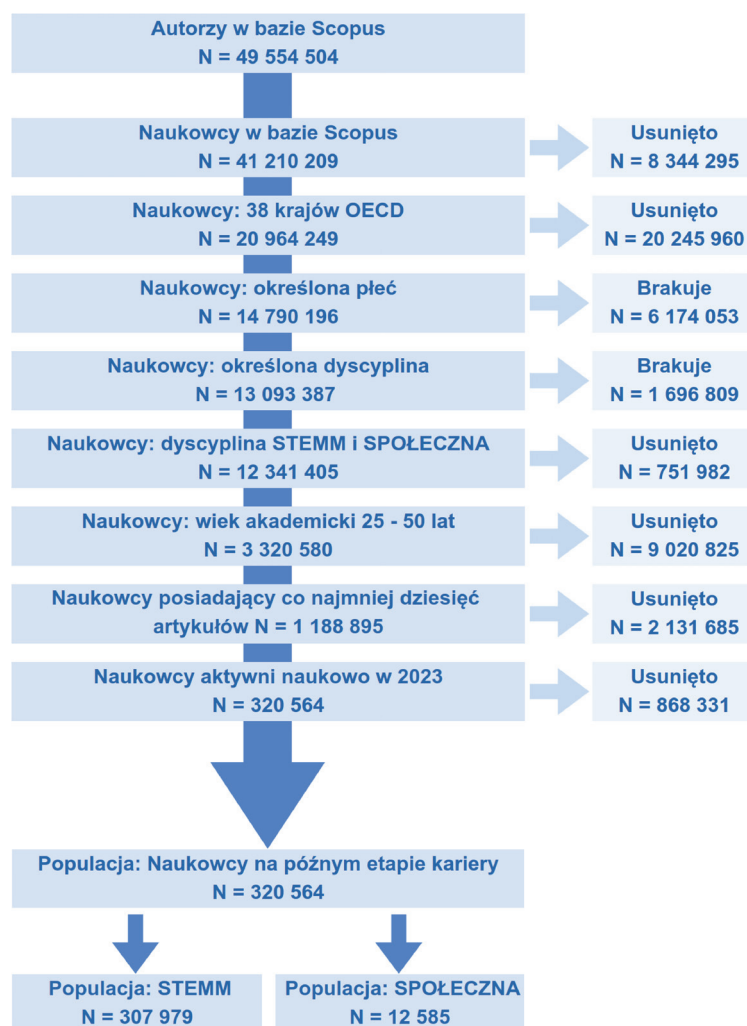 Autorzy w bazie Scopus
N = 49 554 504
Naukowcy w bazie Scopus
N = 41 210 209
Usunięto
N = 8 344 295
Naukowcy: 38 krajów OECD
N = 20 964 249
Usunięto
N = 20 245 960
Naukowcy: określona płeć
N = 14 790 196
Brakuje
N = 6 174 053
Naukowcy: określona dyscyplina
N = 13 093 387
Brakuje
N = 1 696 809
Naukowcy: dyscyplina STEMM i SPOŁECZNA
N = 12 341 405
Usunięto
N = 751 982
Naukowcy: wiek akademicki 25 - 50 lat
N = 3 320 580
Usunięto
N = 9 020 825
Naukowcy posiadający co najmniej dziesięć
artykułów N = 1 188 895
Usunięto
N = 2 131 685
Naukowcy aktywni naukowo w 2023
N = 320 564
Usunięto
N = 868 331
Populacja: Naukowcy na późnym etapie kariery
N = 320 564
Populacja: STEMM
N = 307 979
Populacja: SPOŁECZNA
N = 12 585